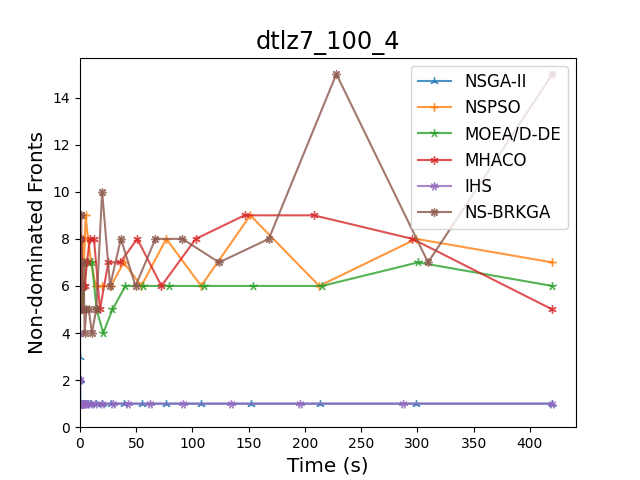 dtlz7_100_4
Non-dominated Fronts
14
12
10
8
6
4
2
0
0 50 100 150 200 250 300 350 400
Time (s)
NSGA-II
NSPSO
MOEA/D-DE
MHACO
IHS
NS-BRKGA